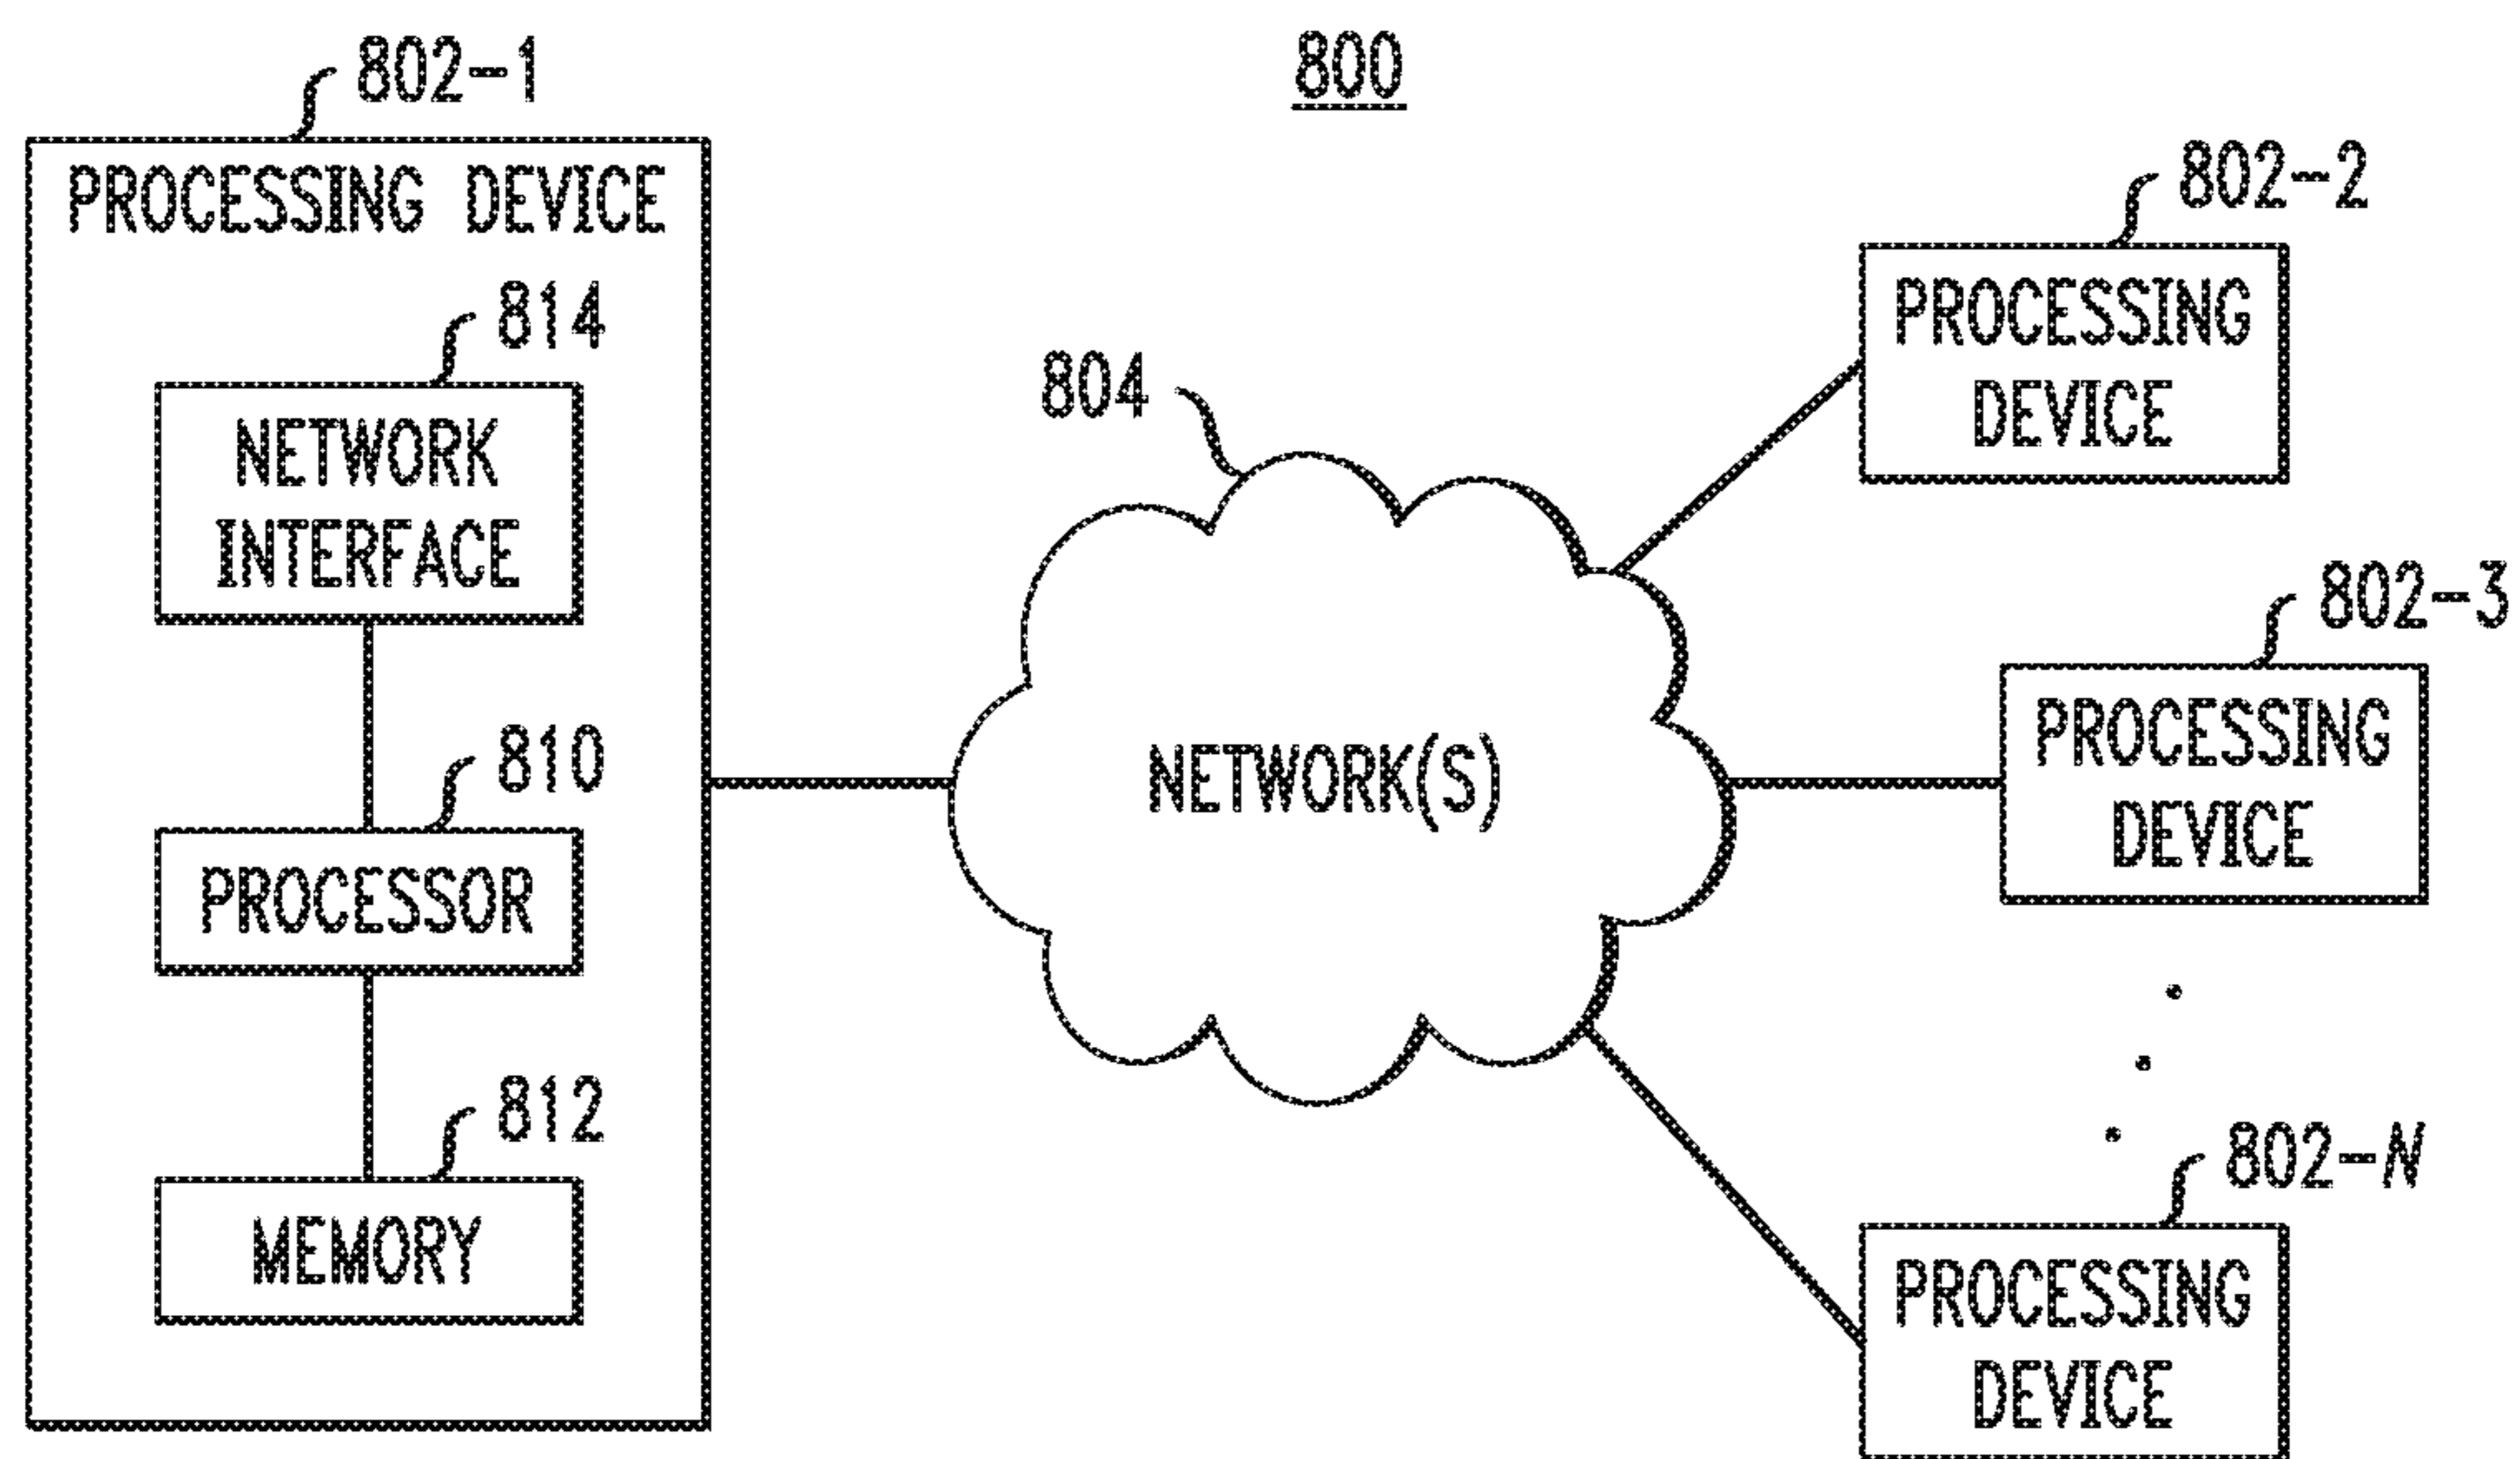 800
802-1
PROCESSING DEVICE
814
NETWORK
INTERFACE
810
PROCESSOR
812
MEMORY
804
NETWORK(S)
802-2
PROCESSING
DEVICE
802-3
PROCESSING
DEVICE
802-N
PROCESSING
DEVICE